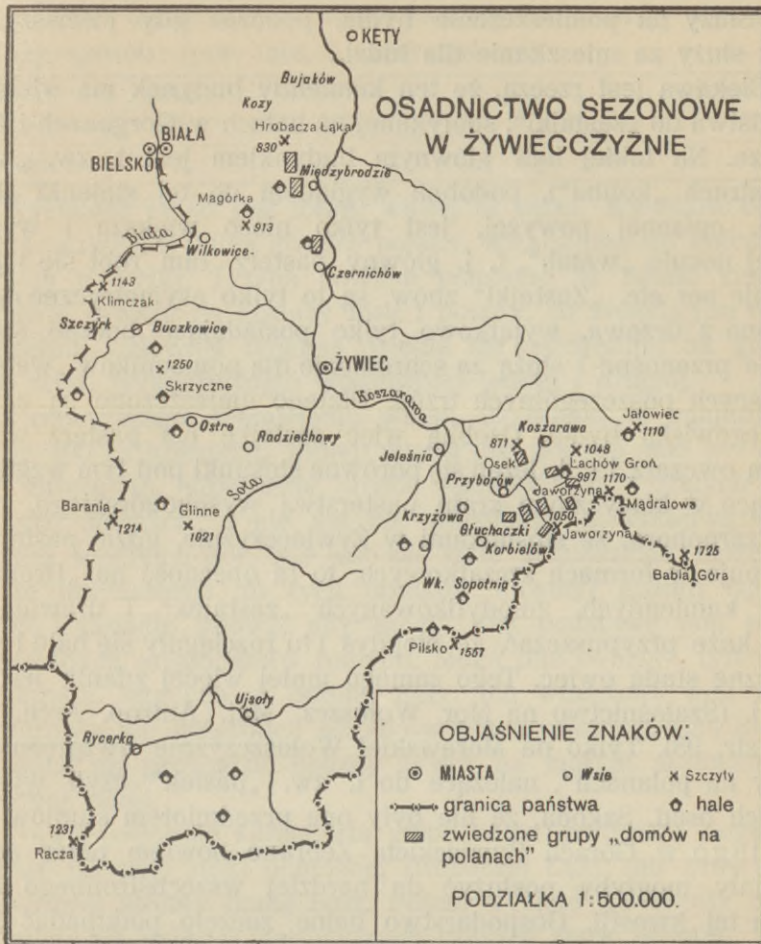 KĘTY
Bujaków
Kozy
OSADNICTWO SEZONOWE
W ŻYWIECCZYŹNIE
Hrobacza Łąka
830
BIAŁA
BIELSKO
Międzybrodzie
Magórka
913
Biała
Wilkowice
Czernichów
1143
Klimczak
Szczyrk
Buczkowice
ŻYWIEC
1250
Skrzyczne
Koszarawa
Ostre
Radziechowy
Jeleśnia
871
Koszarawa
Jałowiec
1110
Osek
1048
Łachów Groń
Przyborów
997
1170
Jaworzyna
Mądralowa
Soła
Barania
1214
Glinne
1021
Krzyżowa
Głuchaczki
1050
Jaworzyna
Korbielów
1725
Babia Góra
Wk. Sopotnia
Pilsko
1557
Ujsoły
Rycerka
1231
Racza
OBJAŚNIENIE ZNAKÓW:
MIASTA Wsie Szczyty
granica państwa hale
zwiedzone grupy „domów na
polanach"
PODZIAŁKA 1:500.000.